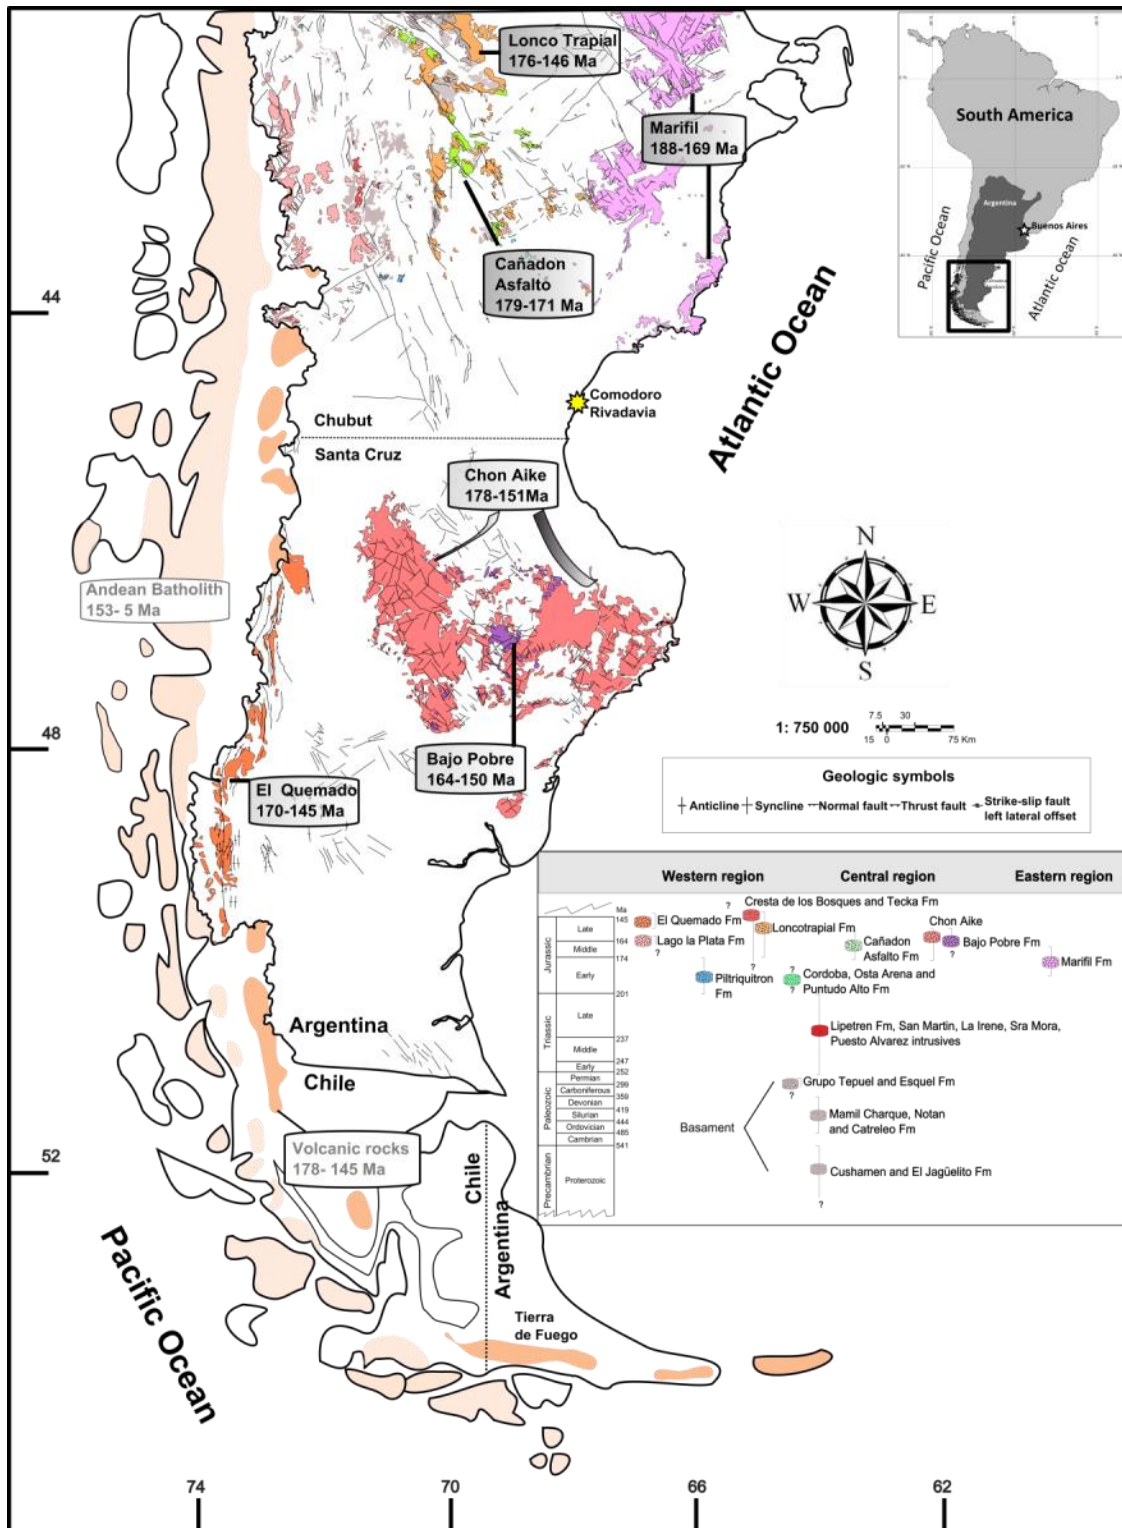 Lonco Trapial
176-146 Ma
Marifil
188-169 Ma
Cañadon
Asfalto
179-171 Ma
South America
Argentina
Buenos Aires
Pacific Ocean
Atlantic ocean
44
Atlantic Ocean
Comodoro
Rivadavia
Chubut
Santa Cruz
Chon Aike
178-151Ma
Andean Batholith
153- 5 Ma
N
W
E
S
1: 750 000
7.5 30
15 0 75 Km
48
Bajo Pobre
164-150 Ma
El Quemado
170-145 Ma
Geologic symbols
Anticline
Syncline
Normal fault
Thrust fault
Strike-slip fault
left lateral offset
Western region
Central region
Eastern region
Ma
145
164
174
201
237
247
252
299
359
419
444
485
541
Jurassic
Late
Middle
Early
Triassic
Late
Middle
Early
Paleozoic
Permian
Carboniferous
Devonian
Silurian
Ordovician
Cambrian
Precambrian
Proterozoic
?
Cresta de los Bosques and Tecka Fm
El Quemado Fm
Loncotrapial Fm
Chon Aike
Lago la Plata Fm
?
Cañadon
Asfalto Fm
Bajo Pobre Fm
?
Marifil Fm
?
?
Piltriquitron
Fm
Cordoba, Osta Arena and
Puntudo Alto Fm
?
Lipetren Fm, San Martin, La Irene, Sra Mora,
Puesto Alvarez intrusives
Grupo Tepuel and Esquel Fm
?
Basament
Mamil Charque, Notan
and Catreleo Fm
Cushamen and El Jagüelito Fm
?
Argentina
Chile
Volcanic rocks
178- 145 Ma
52
Chile
Argentina
Pacific Ocean
Tierra
de Fuego
74
70
66
62